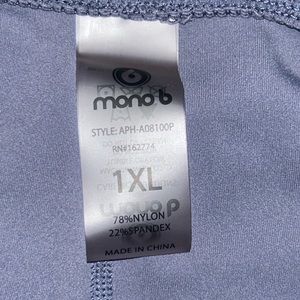 mono b
STYLE: APH-A08100P
RN#162774
1XL
78%NYLON
22%SPANDEX
MADE IN CHINA